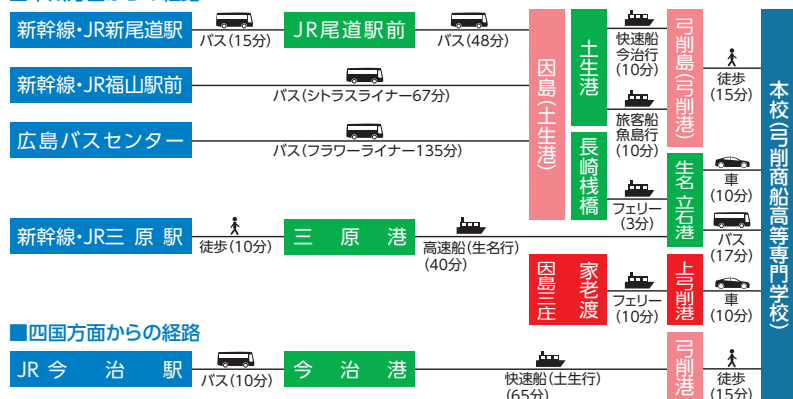 新幹線・JR新尾道駅
バス(15分)
JR尾道駅前
バス(48分)
新幹線・JR福山駅前
バス(シトラスライナー67分)
広島バスセンター
バス(フラワーライナー135分)
因島(土生港)
土生港
快速船
今治行
(10分)
旅客船
魚島行
(10分)
弓削島(弓削港)
徒歩
(15分)
長崎桟橋
フェリー
(3分)
生名 立石港
車
(10分)
バス
(17分)
新幹線・JR三原駅
徒歩(10分)
三原港
高速船(生名行)
(40分)
因島三庄
家老渡
フェリー
(10分)
上弓削港
車
(10分)
■四国方面からの経路
JR今治駅
バス(10分)
今治港
快速船(土生行)
(65分)
弓削港
徒歩
(15分)
本校(弓削商船高等専門学校)